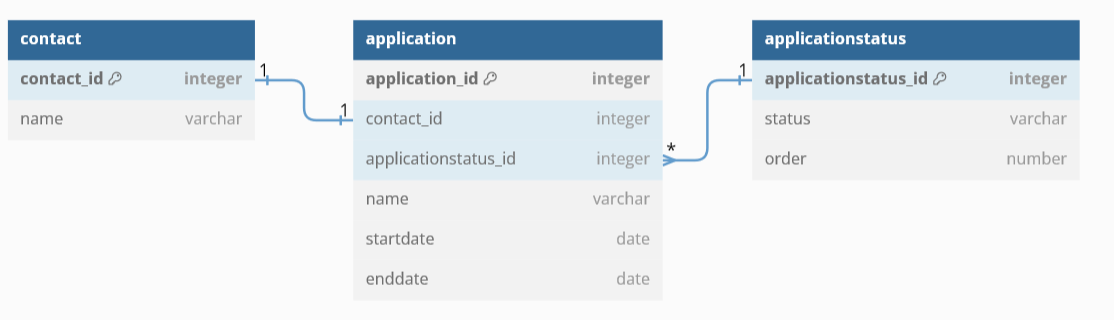 contact
contact_id integer
name varchar
1
1
application
application_id integer
contact_id integer
applicationstatus_id integer
name varchar
startdate date
enddate date
*
1
applicationstatus
applicationstatus_id integer
status varchar
order number